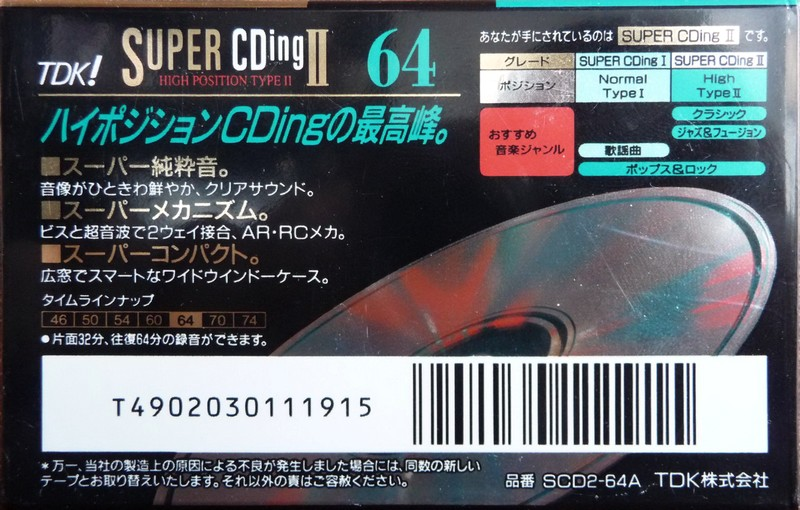 TDK! SUPER CDing II 64
HIGH POSITION TYPE II
ハイポジションCDingの最高峰。
■スーパー純粋音。
音像がひときわ鮮やか、クリアサウンド。
■スーパーメカニズム。
ビスと超音波で2ウェイ接合、AR・RCメカ。
■スーパーコンパクト。
広窓でスマートなワイドウインドーケース。
タイムラインナップ
46 50 54 60 64 70 74
●片面32分、往復64分の録音ができます。
あなたが手にされているのは SUPER CDing II です。
グレード SUPER CDing I SUPER CDing II
ポジション Normal Type I High Type II
おすすめ音楽ジャンル
クラシック
ジャズ&フュージョン
歌謡曲
ポップス&ロック
T4902030111915
*万一、当社の製造上の原因による不良が発生しました場合には、同数の新しい
テープとお取り替えいたします。それ以外の責はご容赦ください。
品番 SCD2-64A TDK株式会社